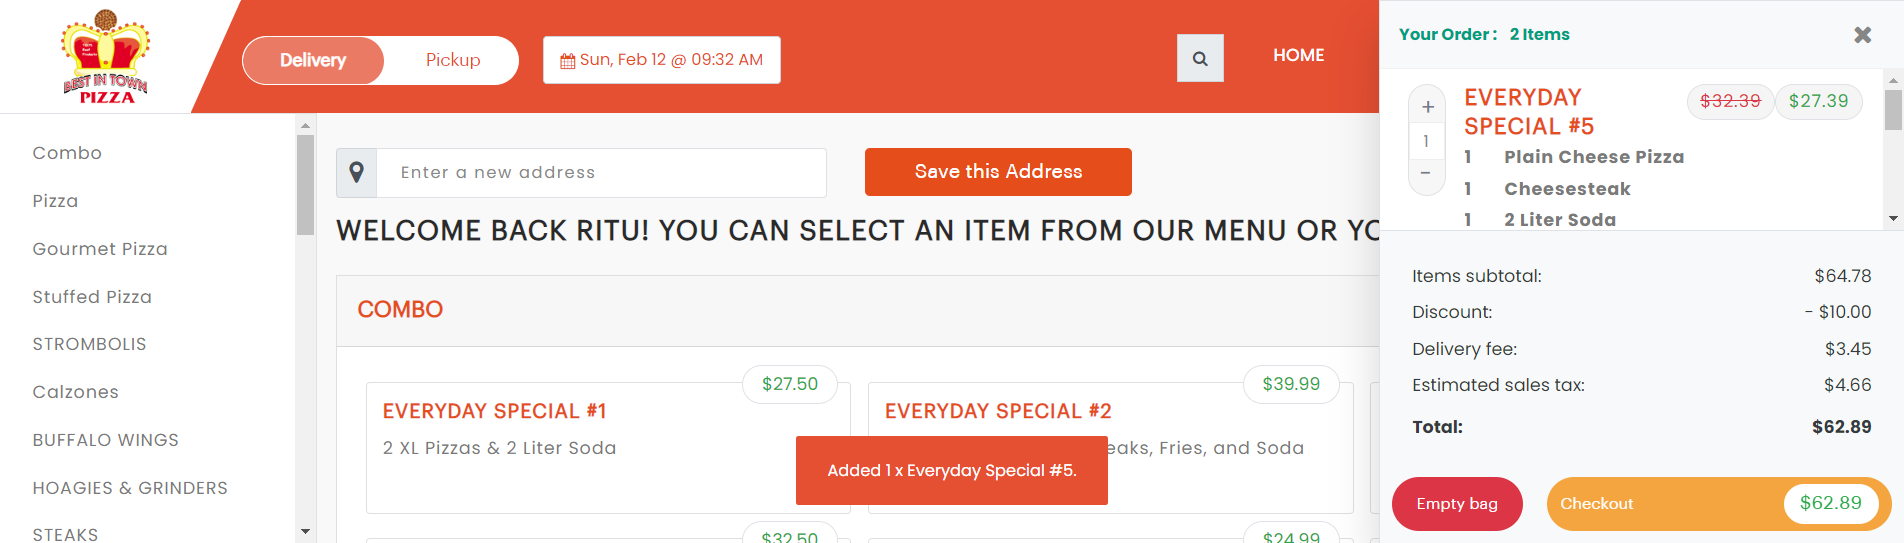 BEST IN TOWN
PIZZA
Delivery
Pickup
Sun, Feb 12 @ 09:32 AM
HOME
Combo
Pizza
Gourmet Pizza
Stuffed Pizza
STROMBOLIS
Calzones
BUFFALO WINGS
HOAGIES & GRINDERS
STEAKS
Enter a new address
Save this Address
WELCOME BACK RITU! YOU CAN SELECT AN ITEM FROM OUR MENU OR YO
COMBO
$27.50
EVERYDAY SPECIAL #1
2 XL Pizzas & 2 Liter Soda
$39.99
EVERYDAY SPECIAL #2
eaks, Fries, and Soda
Added 1 x Everyday Special #5.
$32.50
$24.99
Your Order : 2 Items
+
1
−
EVERYDAY
SPECIAL #5
$32.39
$27.39
1 Plain Cheese Pizza
1 Cheesesteak
1 2 Liter Soda
Items subtotal: $64.78
Discount: - $10.00
Delivery fee: $3.45
Estimated sales tax: $4.66
Total: $62.89
Empty bag
Checkout $62.89